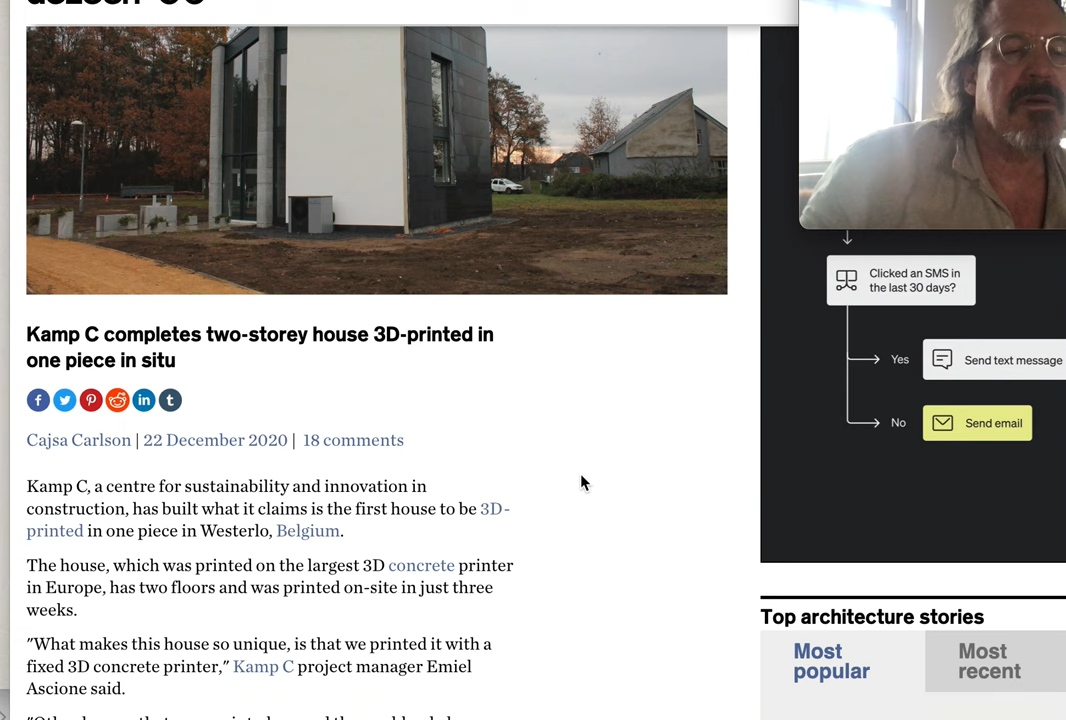 Kamp C completes two-storey house 3D-printed in
one piece in situ
Cajsa Carlson | 22 December 2020 | 18 comments
Kamp C, a centre for sustainability and innovation in
construction, has built what it claims is the first house to be 3D-
printed in one piece in Westerlo, Belgium.
The house, which was printed on the largest 3D concrete printer
in Europe, has two floors and was printed on-site in just three
weeks.
"What makes this house so unique, is that we printed it with a
fixed 3D concrete printer," Kamp C project manager Emiel
Ascione said.
Clicked an SMS in
the last 30 days?
Yes
Send text message
No
Send email
Top architecture stories
Most
popular
Most
recent